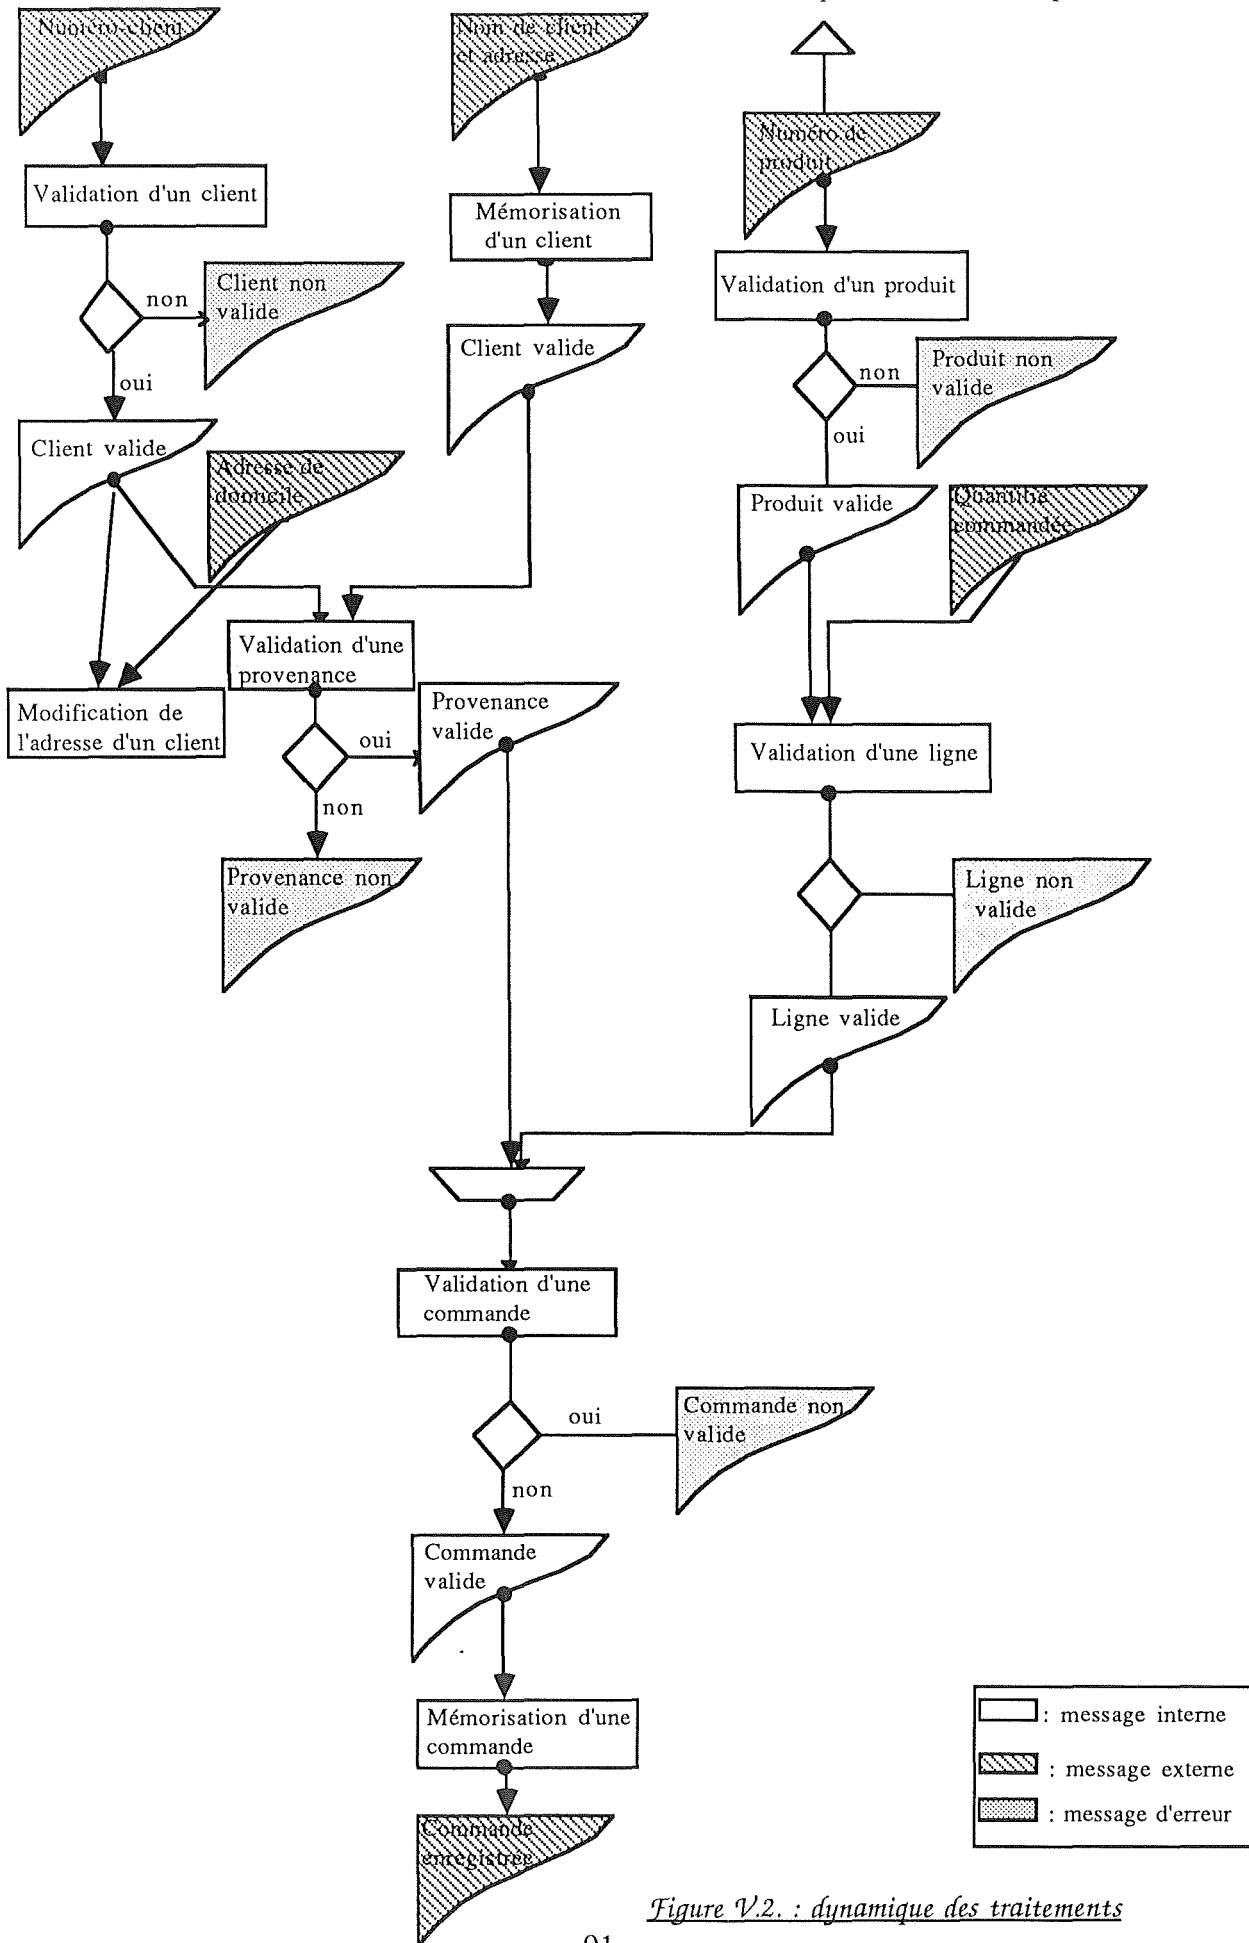 Numéro-client
Validation d'un client
non
Client non
valide
oui
Client valide
Adresse de
domicile
Modification de
l'adresse d'un client
Nom de client
et adresse
Mémorisation
d'un client
Client valide
Validation d'une
provenance
oui
Provenance
valide
non
Provenance non
valide
Numéro de
produit
Validation d'un produit
non
Produit non
valide
oui
Produit valide
Quantité
commandée
Validation d'une ligne
Ligne non
valide
Ligne valide
Validation d'une
commande
oui
Commande non
valide
non
Commande
valide
Mémorisation d'une
commande
Commande
enregistrée
: message interne
: message externe
: message d'erreur
Figure V.2. : dynamique des traitements